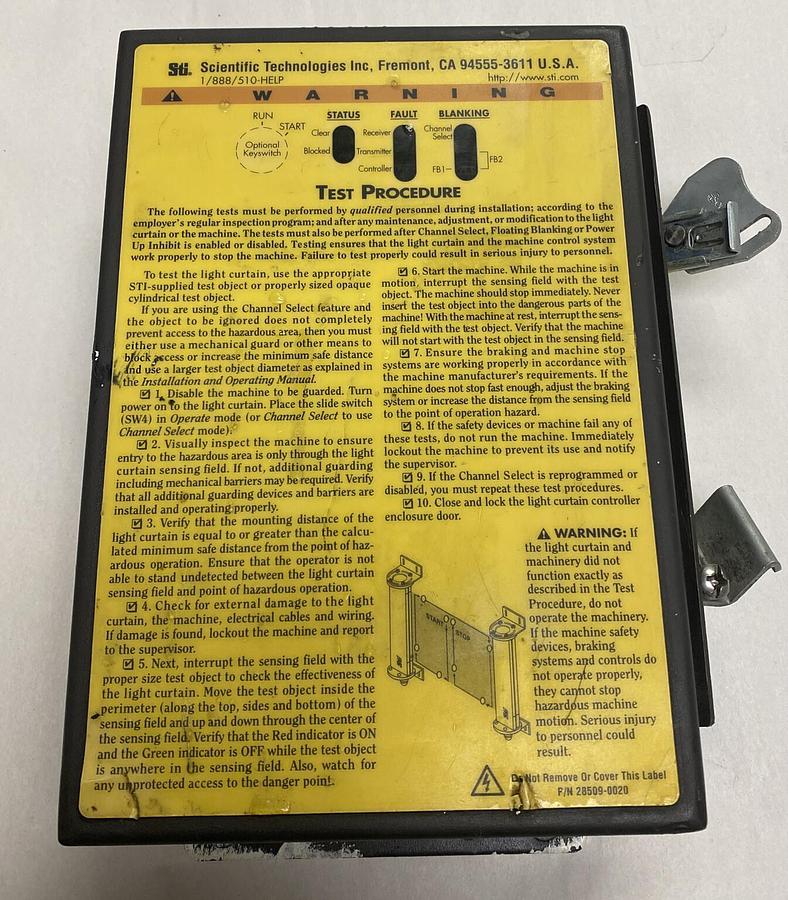 STI. Scientific Technologies Inc, Fremont, CA 94555-3611 U.S.A.
1/888/510-HELP http://www.sti.com
WARNING
RUN
START
Optional
Keyswitch
STATUS
Clear
Blocked
FAULT
Receiver
Transmitter
Controller
BLANKING
Channel
Select
FB1
FB2
TEST PROCEDURE
The following tests must be performed by qualified personnel during installation; according to the
employer's regular inspection program; and after any maintenance, adjustment, or modification to the light
curtain or the machine. The tests must also be performed after Channel Select, Floating Blanking or Power
Up Inhibit is enabled or disabled. Testing ensures that the light curtain and the machine control system
work properly to stop the machine. Failure to test properly could result in serious injury to personnel.
To test the light curtain, use the appropriate
STI-supplied test object or properly sized opaque
cylindrical test object.
If you are using the Channel Select feature and
the object to be ignored does not completely
prevent access to the hazardous area, then you must
either use a mechanical guard or other means to
block access or increase the minimum safe distance
and use a larger test object diameter as explained in
the Installation and Operating Manual.
☑ 1. Disable the machine to be guarded. Turn
power on to the light curtain. Place the slide switch
(SW4) in Operate mode (or Channel Select to use
Channel Select mode).
☑ 2. Visually inspect the machine to ensure
entry to the hazardous area is only through the light
curtain sensing field. If not, additional guarding
including mechanical barriers may be required. Verify
that all additional guarding devices and barriers are
installed and operating properly.
☑ 3. Verify that the mounting distance of the
light curtain is equal to or greater than the calcu-
lated minimum safe distance from the point of haz-
ardous operation. Ensure that the operator is not
able to stand undetected between the light curtain
sensing field and point of hazardous operation.
☑ 4. Check for external damage to the light
curtain, the machine, electrical cables and wiring.
If damage is found, lockout the machine and report
to the supervisor.
☑ 5. Next, interrupt the sensing field with the
proper size test object to check the effectiveness of
the light curtain. Move the test object inside the
perimeter (along the top, sides and bottom) of the
sensing field and up and down through the center of
the sensing field. Verify that the Red indicator is ON
and the Green indicator is OFF while the test object
is anywhere in the sensing field. Also, watch for
any unprotected access to the danger point.
☑ 6. Start the machine. While the machine is in
motion, interrupt the sensing field with the test
object. The machine should stop immediately. Never
insert the test object into the dangerous parts of the
machine! With the machine at rest, interrupt the sens-
ing field with the test object. Verify that the machine
will not start with the test object in the sensing field.
☑ 7. Ensure the braking and machine stop
systems are working properly in accordance with
the machine manufacturer's requirements. If the
machine does not stop fast enough, adjust the braking
system or increase the distance from the sensing field
to the point of operation hazard.
☑ 8. If the safety devices or machine fail any of
these tests, do not run the machine. Immediately
lockout the machine to prevent its use and notify
the supervisor.
☑ 9. If the Channel Select is reprogrammed or
disabled, you must repeat these test procedures.
☑ 10. Close and lock the light curtain controller
enclosure door.
WARNING: If
the light curtain and
machinery did not
function exactly as
described in the Test
Procedure, do not
operate the machinery.
If the machine safety
devices, braking
systems and controls do
not operate properly,
they cannot stop
hazardous machine
motion. Serious injury
to personnel could
result.
START
STOP
Do Not Remove Or Cover This Label
P/N 28509-0020